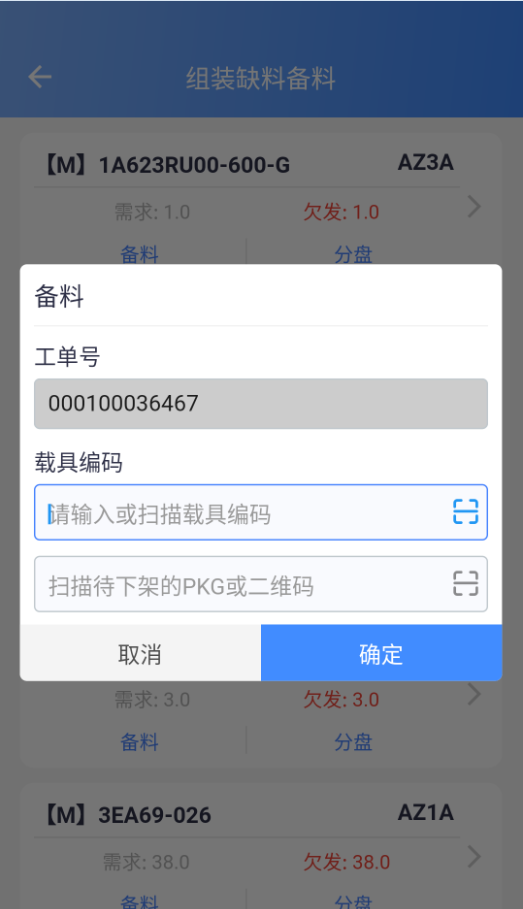 组装缺料备料
【M】1A623RU00-600-G AZ3A
需求: 1.0 欠发: 1.0
备料 分盘
备料
工单号
000100036467
载具编码
请输入或扫描载具编码
扫描待下架的PKG或二维码
取消 确定
需求: 3.0 欠发: 3.0
备料 分盘
【M】3EA69-026 AZ1A
需求: 38.0 欠发: 38.0
备料 分盘